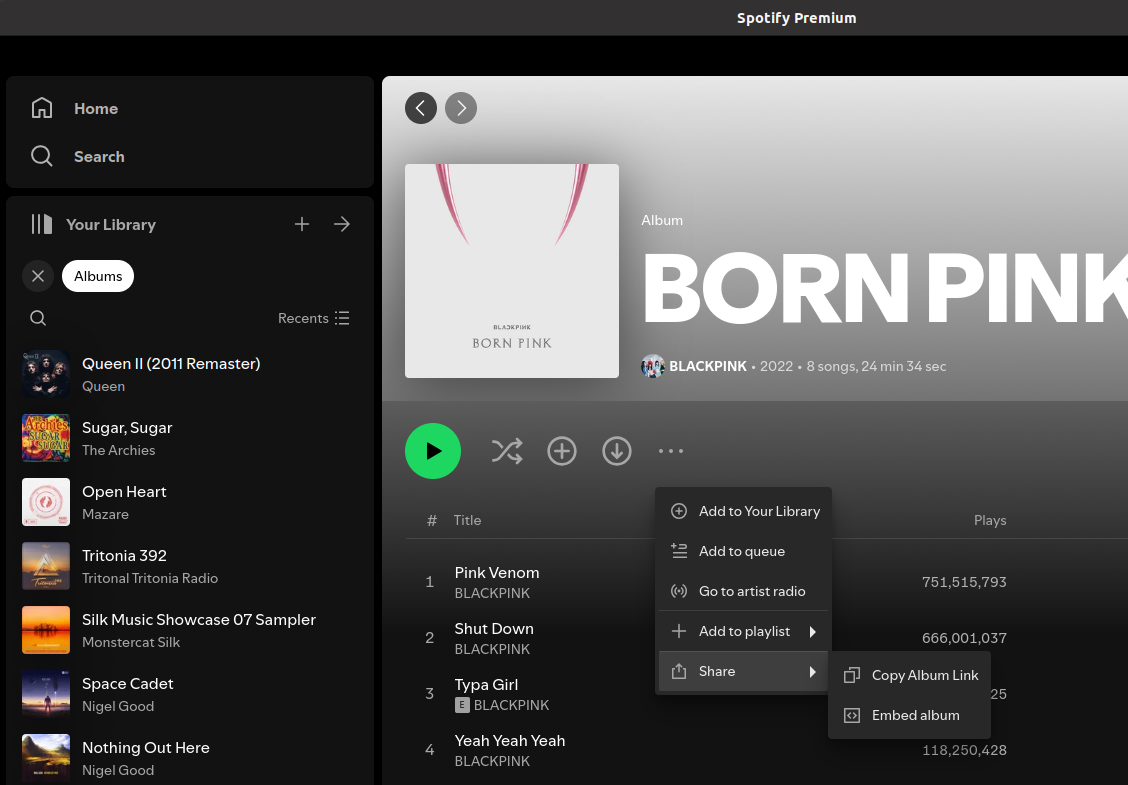 Spotify Premium
Home
Search
Your Library
Albums
Recents
Queen II (2011 Remaster)
Queen
Sugar, Sugar
The Archies
Open Heart
Mazare
Tritonia 392
Tritonal Tritonia Radio
Silk Music Showcase 07 Sampler
Monstercat Silk
Space Cadet
Nigel Good
Nothing Out Here
Nigel Good
BLACKPINK
BORN PINK
Album
BORN PINK
BLACKPINK • 2022 • 8 songs, 24 min 34 sec
# Title Plays
1 Pink Venom 751,515,793
BLACKPINK
2 Shut Down 666,001,037
BLACKPINK
3 Typa Girl 25
E BLACKPINK
4 Yeah Yeah Yeah 118,250,428
BLACKPINK
Add to Your Library
Add to queue
Go to artist radio
Add to playlist
Share
Copy Album Link
Embed album